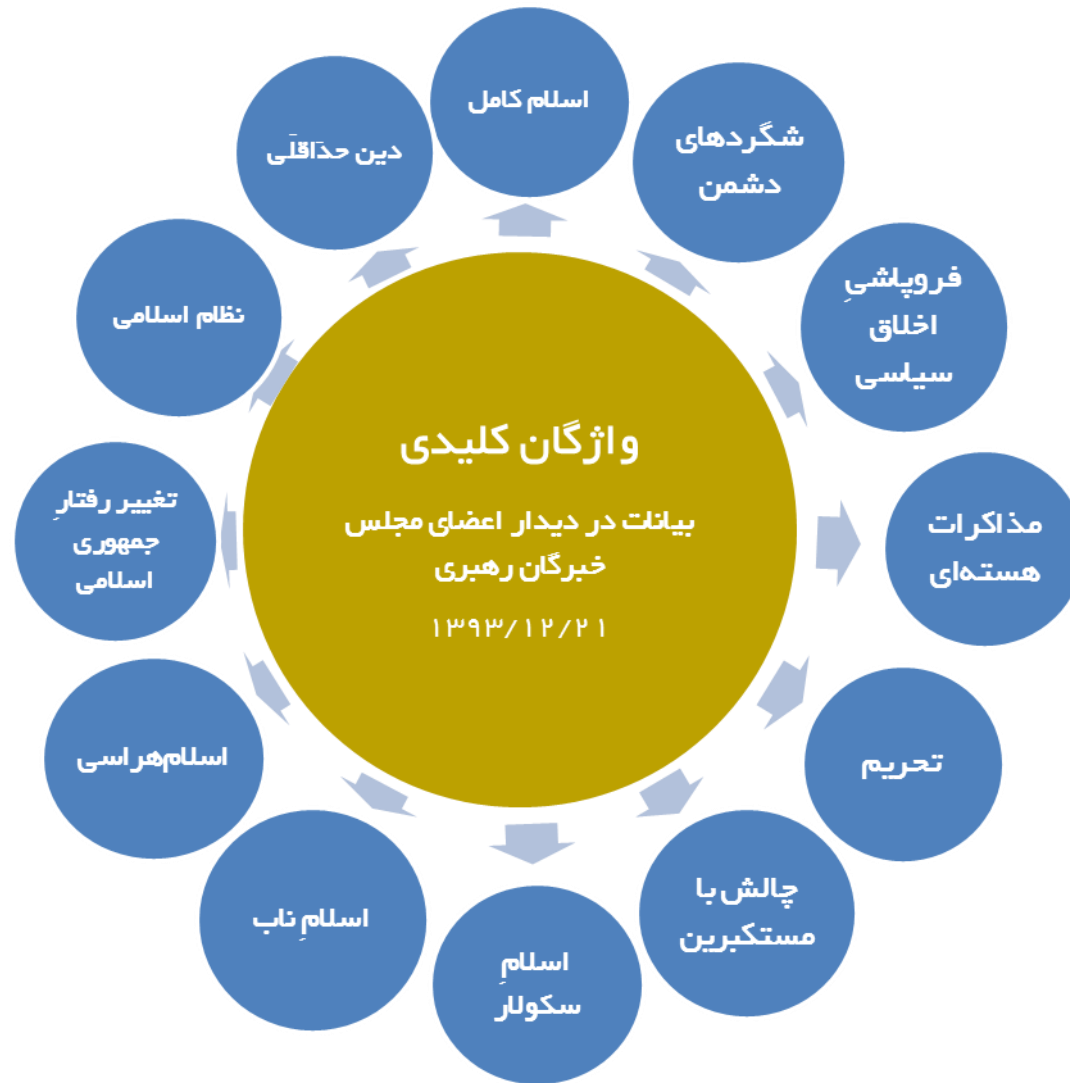 واژگان کلیدی
بیانات در دیدار اعضای مجلس
خبرگان رهبری
۱۳۹۳/۱۲/۲۱
اسلام کامل
شگردهای
دشمن
فروپاشیِ
اخلاق
سیاسی
مذاکرات
هسته‌ای
تحریم
چالش با
مستکبرین
اسلامِ
سکولار
اسلامِ ناب
اسلام‌هراسی
تغییر رفتارِ
جمهوری
اسلامی
نظام اسلامی
دین حدّاقلّی